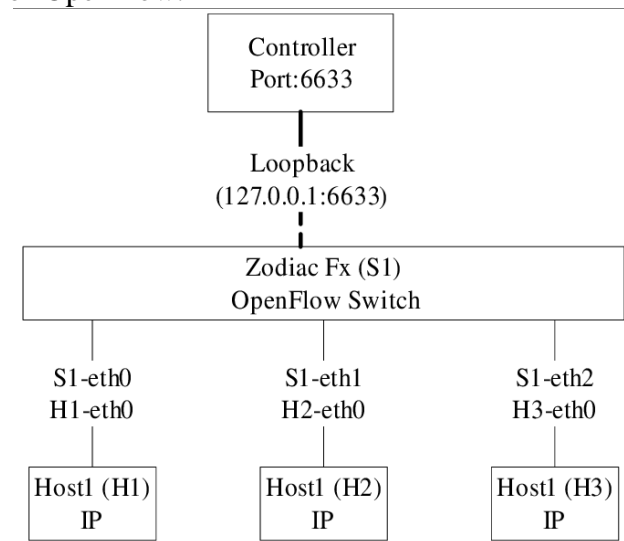 Controller
Port:6633
Loopback
(127.0.0.1:6633)
Zodiac Fx (S1)
OpenFlow Switch
S1-eth0 S1-eth1 S1-eth2
H1-eth0 H2-eth0 H3-eth0
Host1 (H1) Host1 (H2) Host1 (H3)
IP IP IP